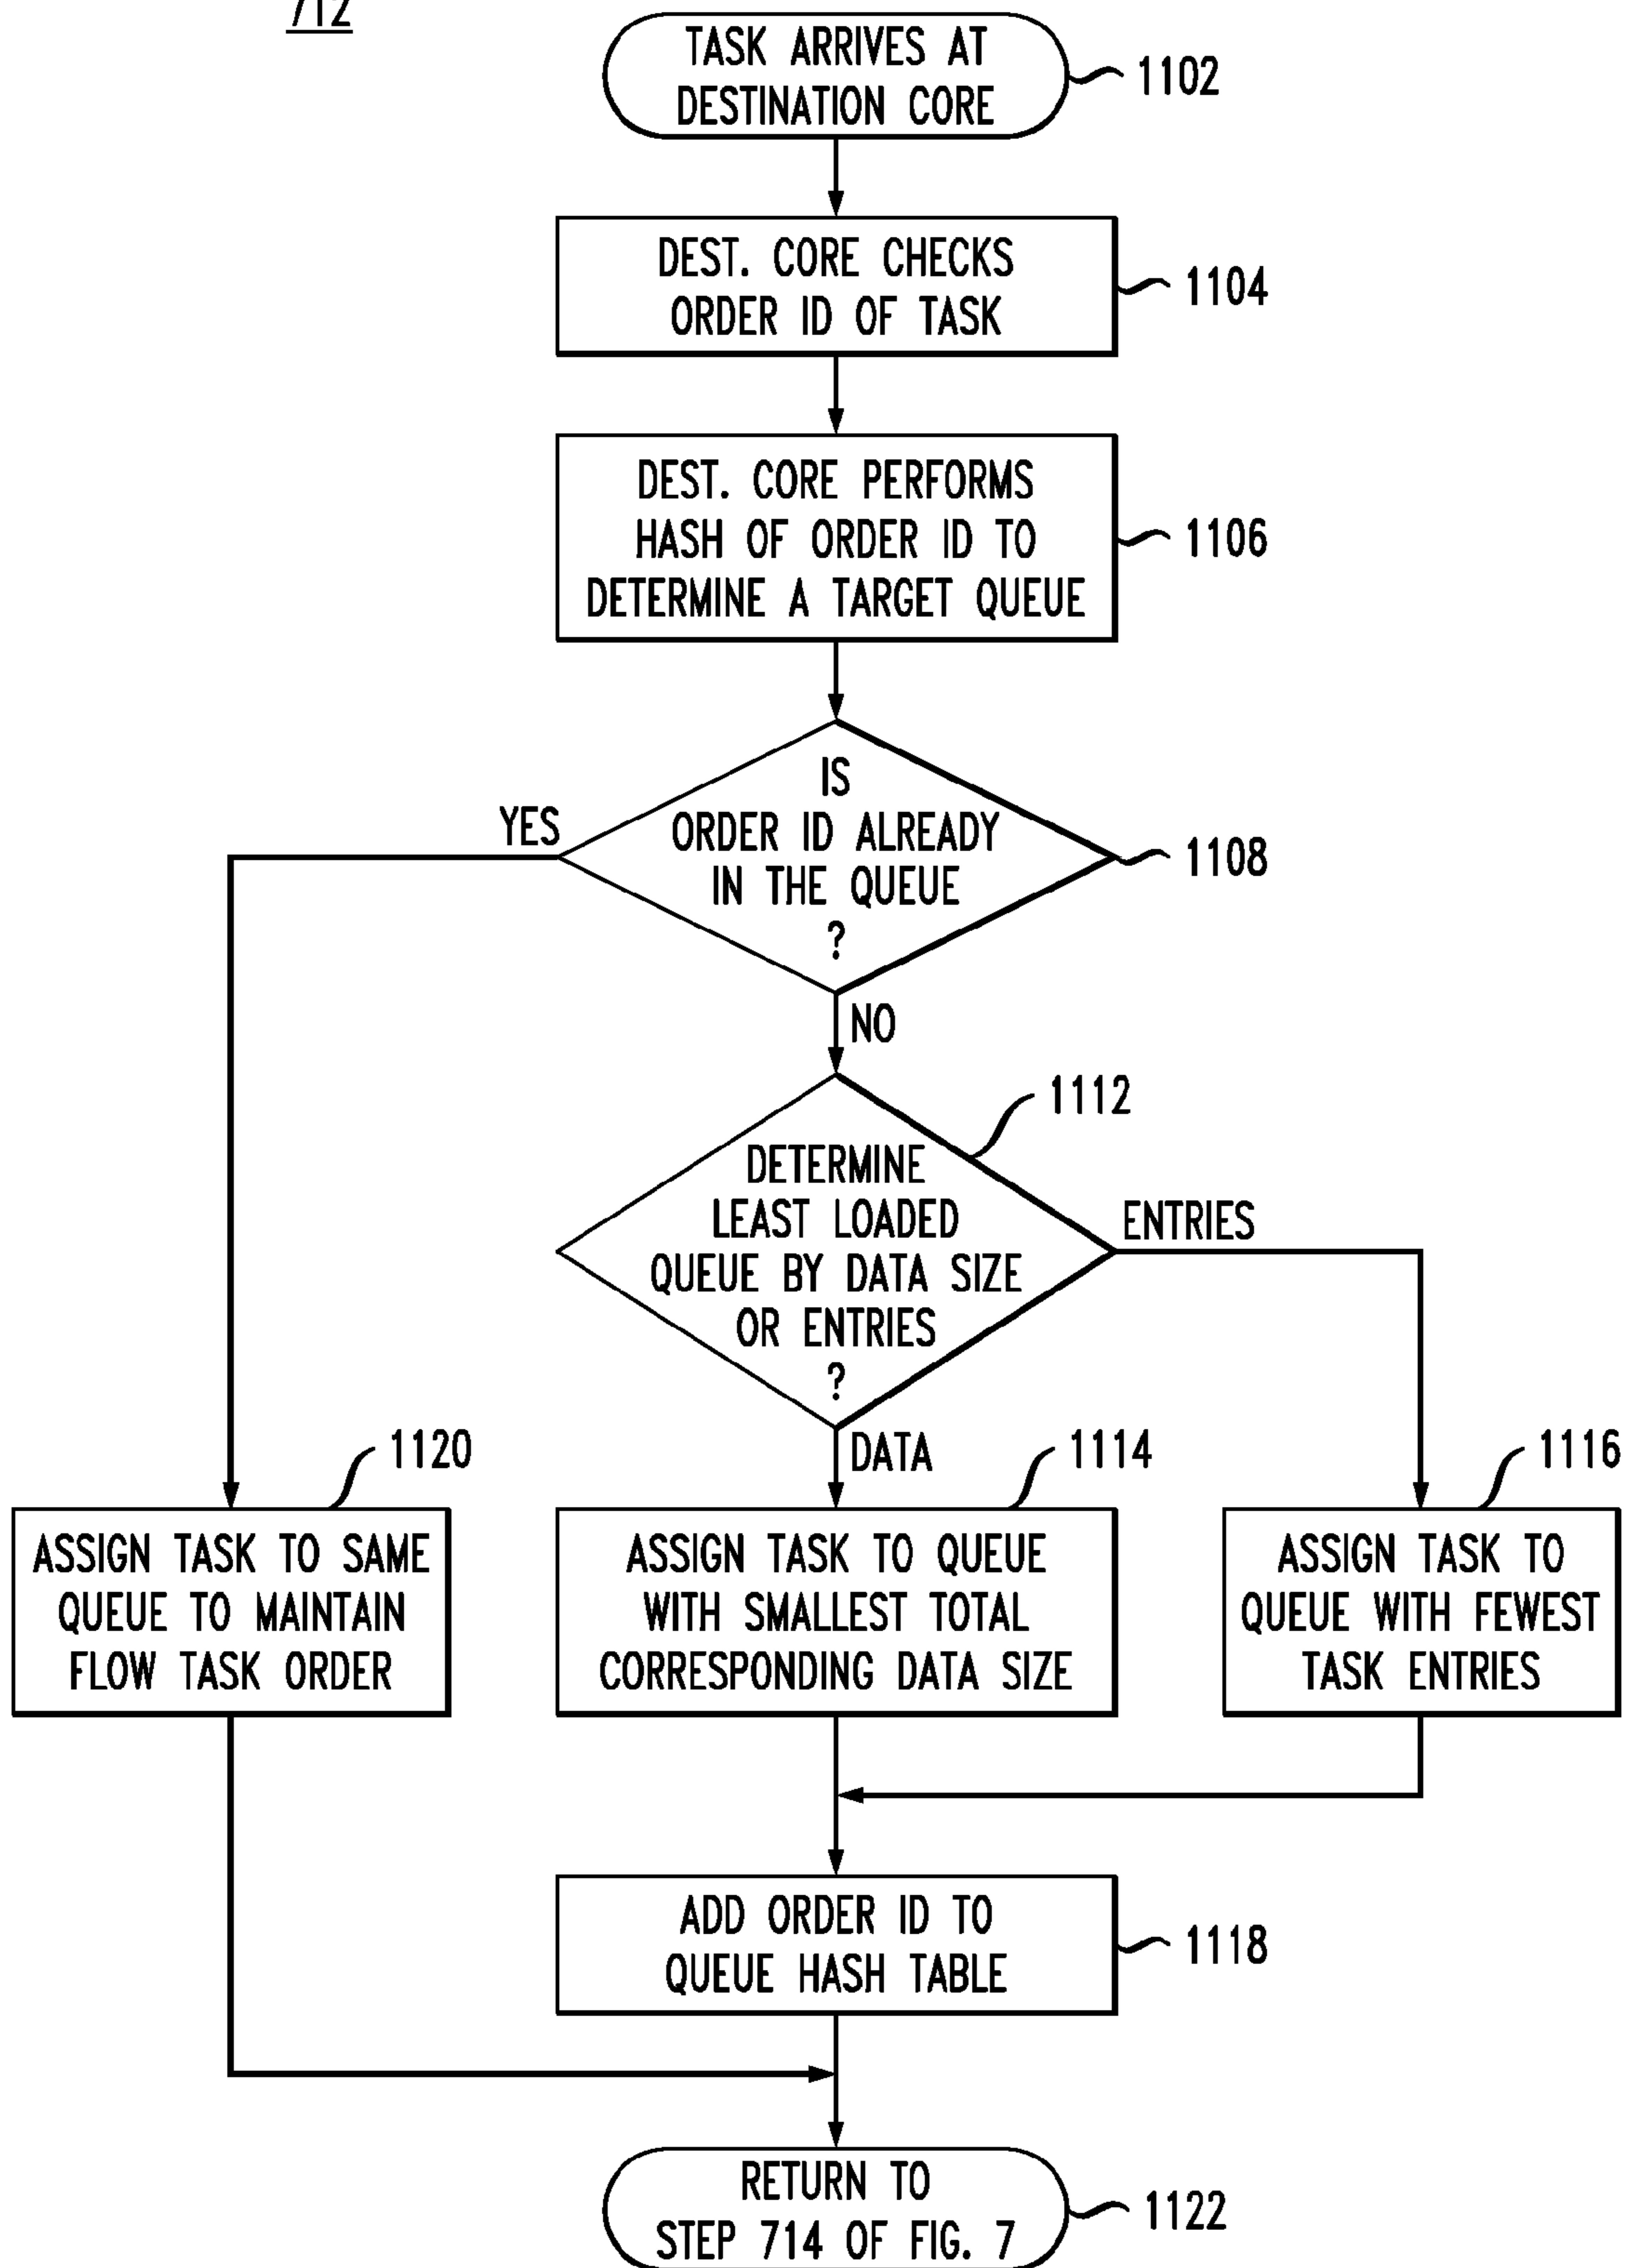 712
TASK ARRIVES AT
DESTINATION CORE
1102
DEST. CORE CHECKS
ORDER ID OF TASK
1104
DEST. CORE PERFORMS
HASH OF ORDER ID TO
DETERMINE A TARGET QUEUE
1106
IS
ORDER ID ALREADY
IN THE QUEUE
?
1108
YES
NO
1112
DETERMINE
LEAST LOADED
QUEUE BY DATA SIZE
OR ENTRIES
?
ENTRIES
DATA
1120
ASSIGN TASK TO SAME
QUEUE TO MAINTAIN
FLOW TASK ORDER
1114
ASSIGN TASK TO QUEUE
WITH SMALLEST TOTAL
CORRESPONDING DATA SIZE
1116
ASSIGN TASK TO
QUEUE WITH FEWEST
TASK ENTRIES
ADD ORDER ID TO
QUEUE HASH TABLE
1118
RETURN TO
STEP 714 OF FIG. 7
1122